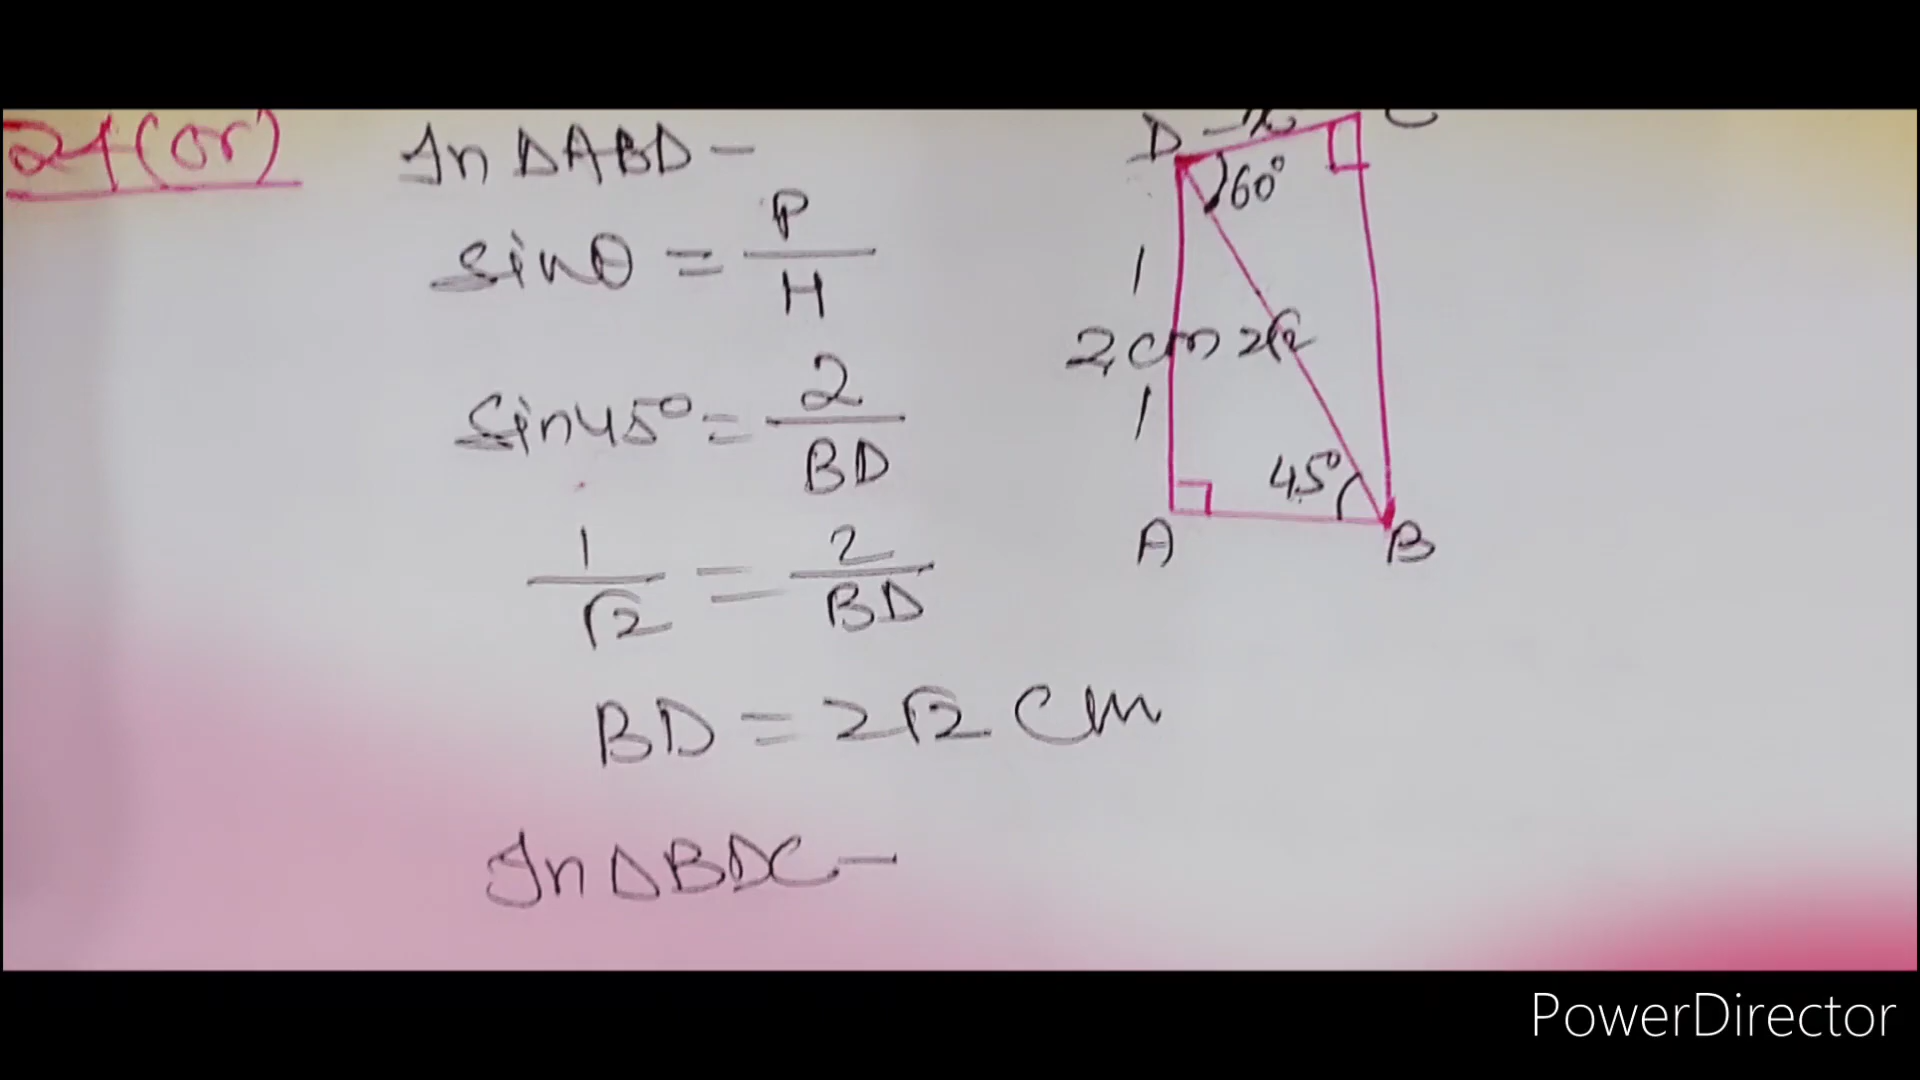 21(or) In ΔABD –
sinθ = P/H
sin45° = 2/BD
1/√2 = 2/BD
BD = 2√2 cm
In ΔBDC –
D – x C
60°
2cm 2√2
45°
A B
PowerDirector